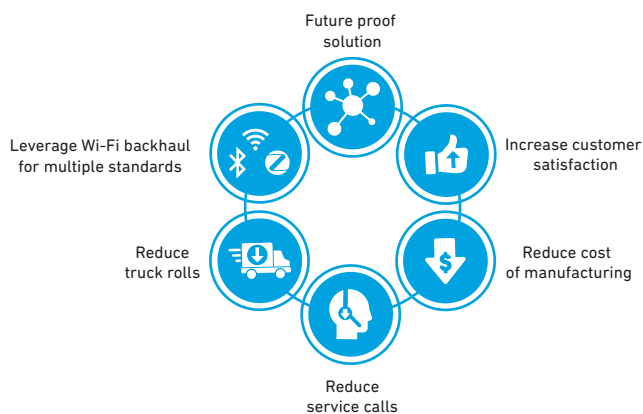 Future proof
solution
Leverage Wi-Fi backhaul
for multiple standards
Increase customer
satisfaction
Reduce
truck rolls
$
Reduce cost
of manufacturing
Reduce
service calls